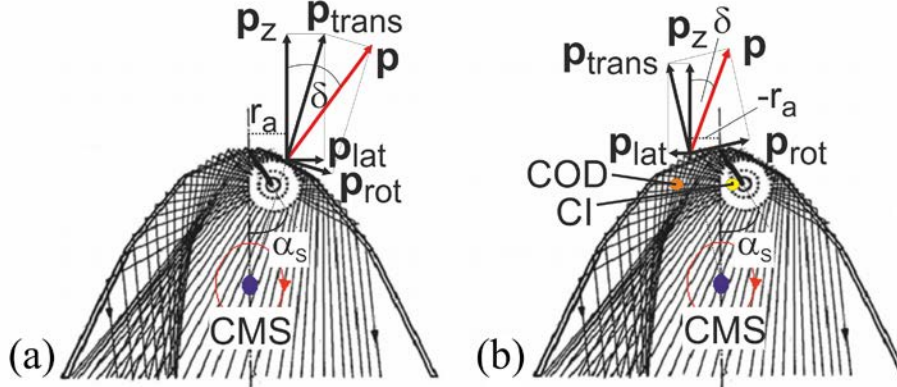 p_z p_trans
p
δ
r_a
p_lat
p_rot
α_s
CMS
(a)
p_z δ
p
p_trans
-r_a
p_lat
p_rot
COD
CI
α_s
CMS
(b)